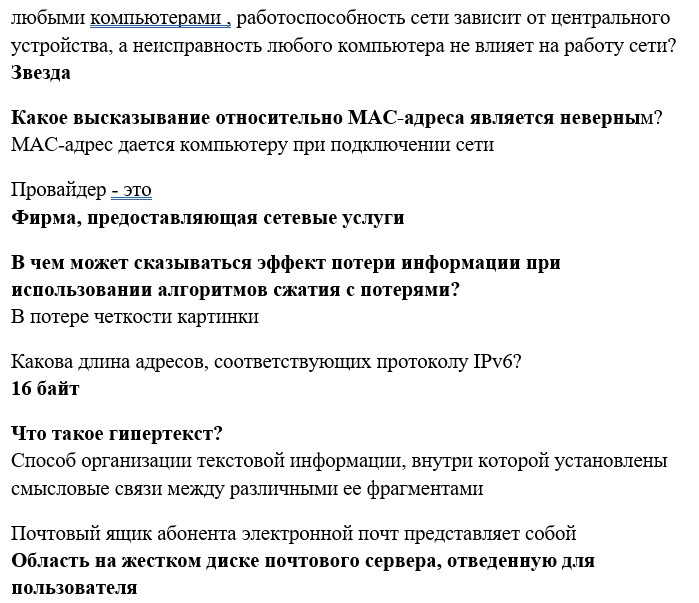 любыми компьютерами , работоспособность сети зависит от центрального
устройства, а неисправность любого компьютера не влияет на работу сети?
Звезда
Какое высказывание относительно MAC-адреса является неверным?
MAC-адрес дается компьютеру при подключении сети
Провайдер - это
Фирма, предоставляющая сетевые услуги
В чем может сказываться эффект потери информации при
использовании алгоритмов сжатия с потерями?
В потере четкости картинки
Какова длина адресов, соответствующих протоколу IPv6?
16 байт
Что такое гипертекст?
Способ организации текстовой информации, внутри которой установлены
смысловые связи между различными ее фрагментами
Почтовый ящик абонента электронной почт представляет собой
Область на жестком диске почтового сервера, отведенную для
пользователя